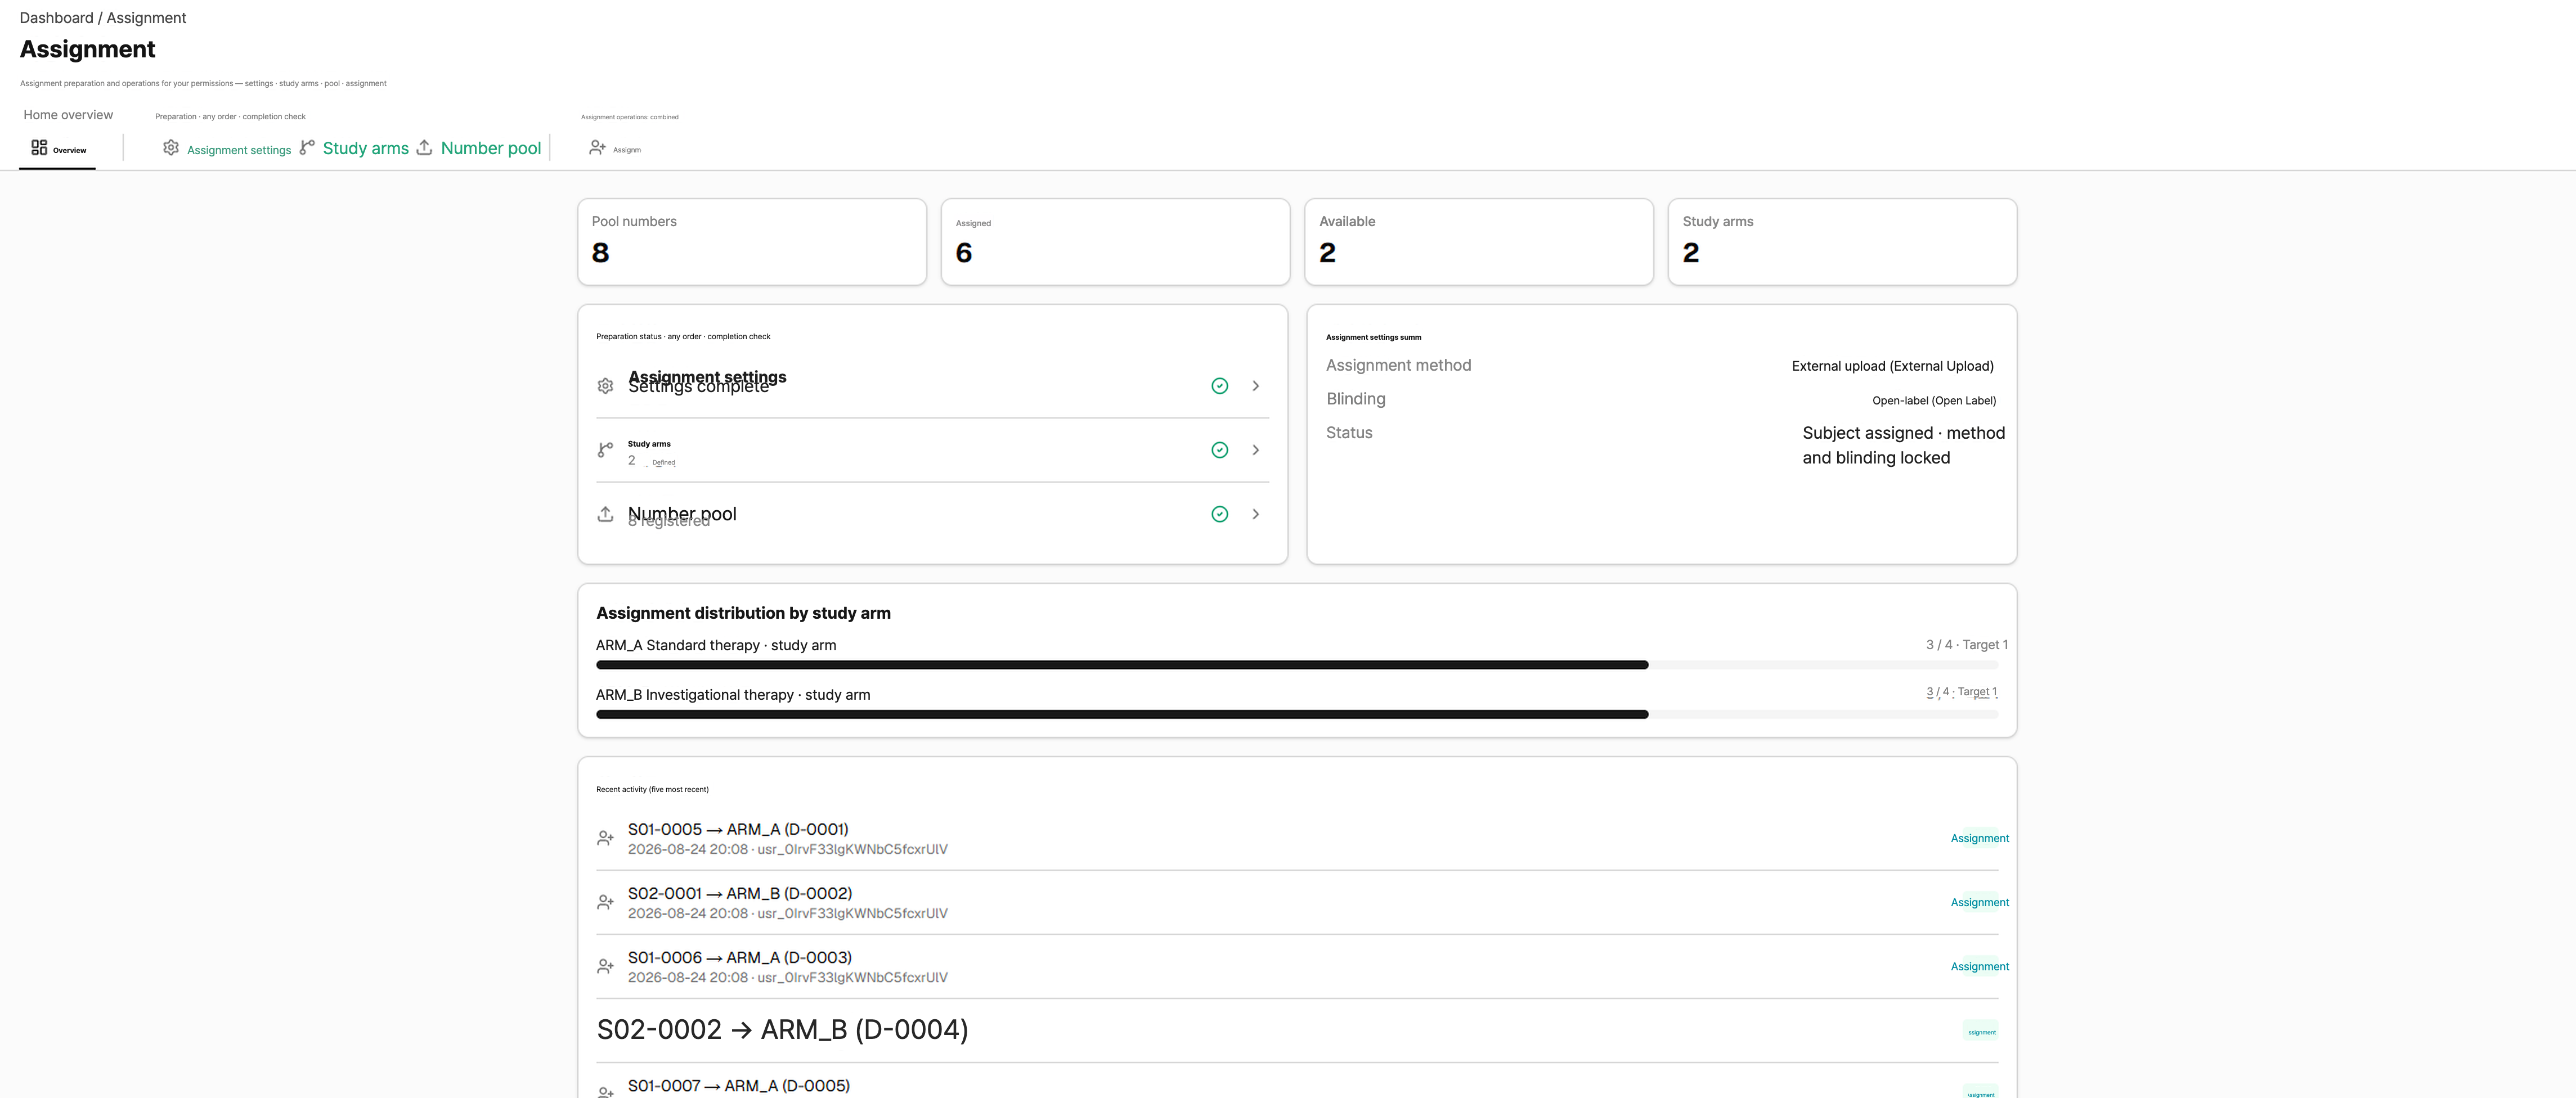 Dashboard / Assignment
Assignment
Assignment preparation and operations for your permissions — settings · study arms · pool · assignment
Home overview
Preparation · any order · completion check
Assignment operations: combined
Overview
Assignment settings
Study arms
Number pool
Assignm
Pool numbers
8
Assigned
6
Available
2
Study arms
2
Preparation status · any order · completion check
Assignment settings
Settings complete
Study arms
2 Defined
Number pool
8 registered
Assignment settings summ
Assignment method
External upload (External Upload)
Blinding
Open-label (Open Label)
Status
Subject assigned · method
and blinding locked
Assignment distribution by study arm
ARM_A Standard therapy · study arm
3 / 4 · Target 1
ARM_B Investigational therapy · study arm
3 / 4 · Target 1
Recent activity (five most recent)
S01-0005 → ARM_A (D-0001)
2026-08-24 20:08 · usr_0IrvF33lgKWNbC5fcxrUlV
Assignment
S02-0001 → ARM_B (D-0002)
2026-08-24 20:08 · usr_0IrvF33lgKWNbC5fcxrUlV
Assignment
S01-0006 → ARM_A (D-0003)
2026-08-24 20:08 · usr_0IrvF33lgKWNbC5fcxrUlV
Assignment
S02-0002 → ARM_B (D-0004)
ssignment
S01-0007 → ARM_A (D-0005)
ssignment